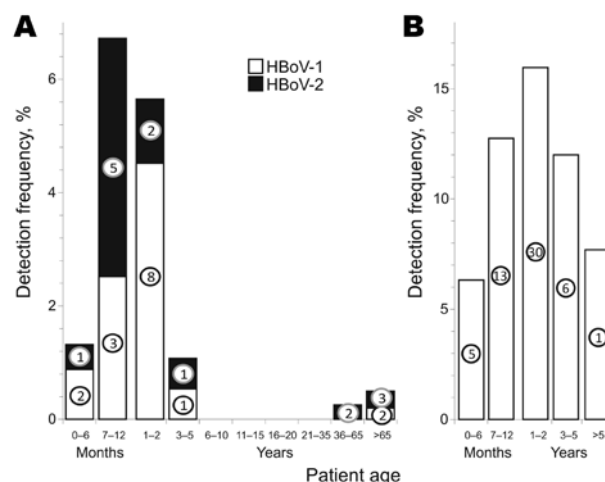 A
B
HBoV-1
HBoV-2
Detection frequency, %
6
4
2
0
1
2
5
3
2
8
1
1
2
3
2
0–6 7–12 1–2 3–5 6–10 11–15 16–20 21–35 36–65 >65
Months Years
Detection frequency, %
15
10
5
0
5
13
30
6
1
0–6 7–12 1–2 3–5 >5
Months Years
Patient age